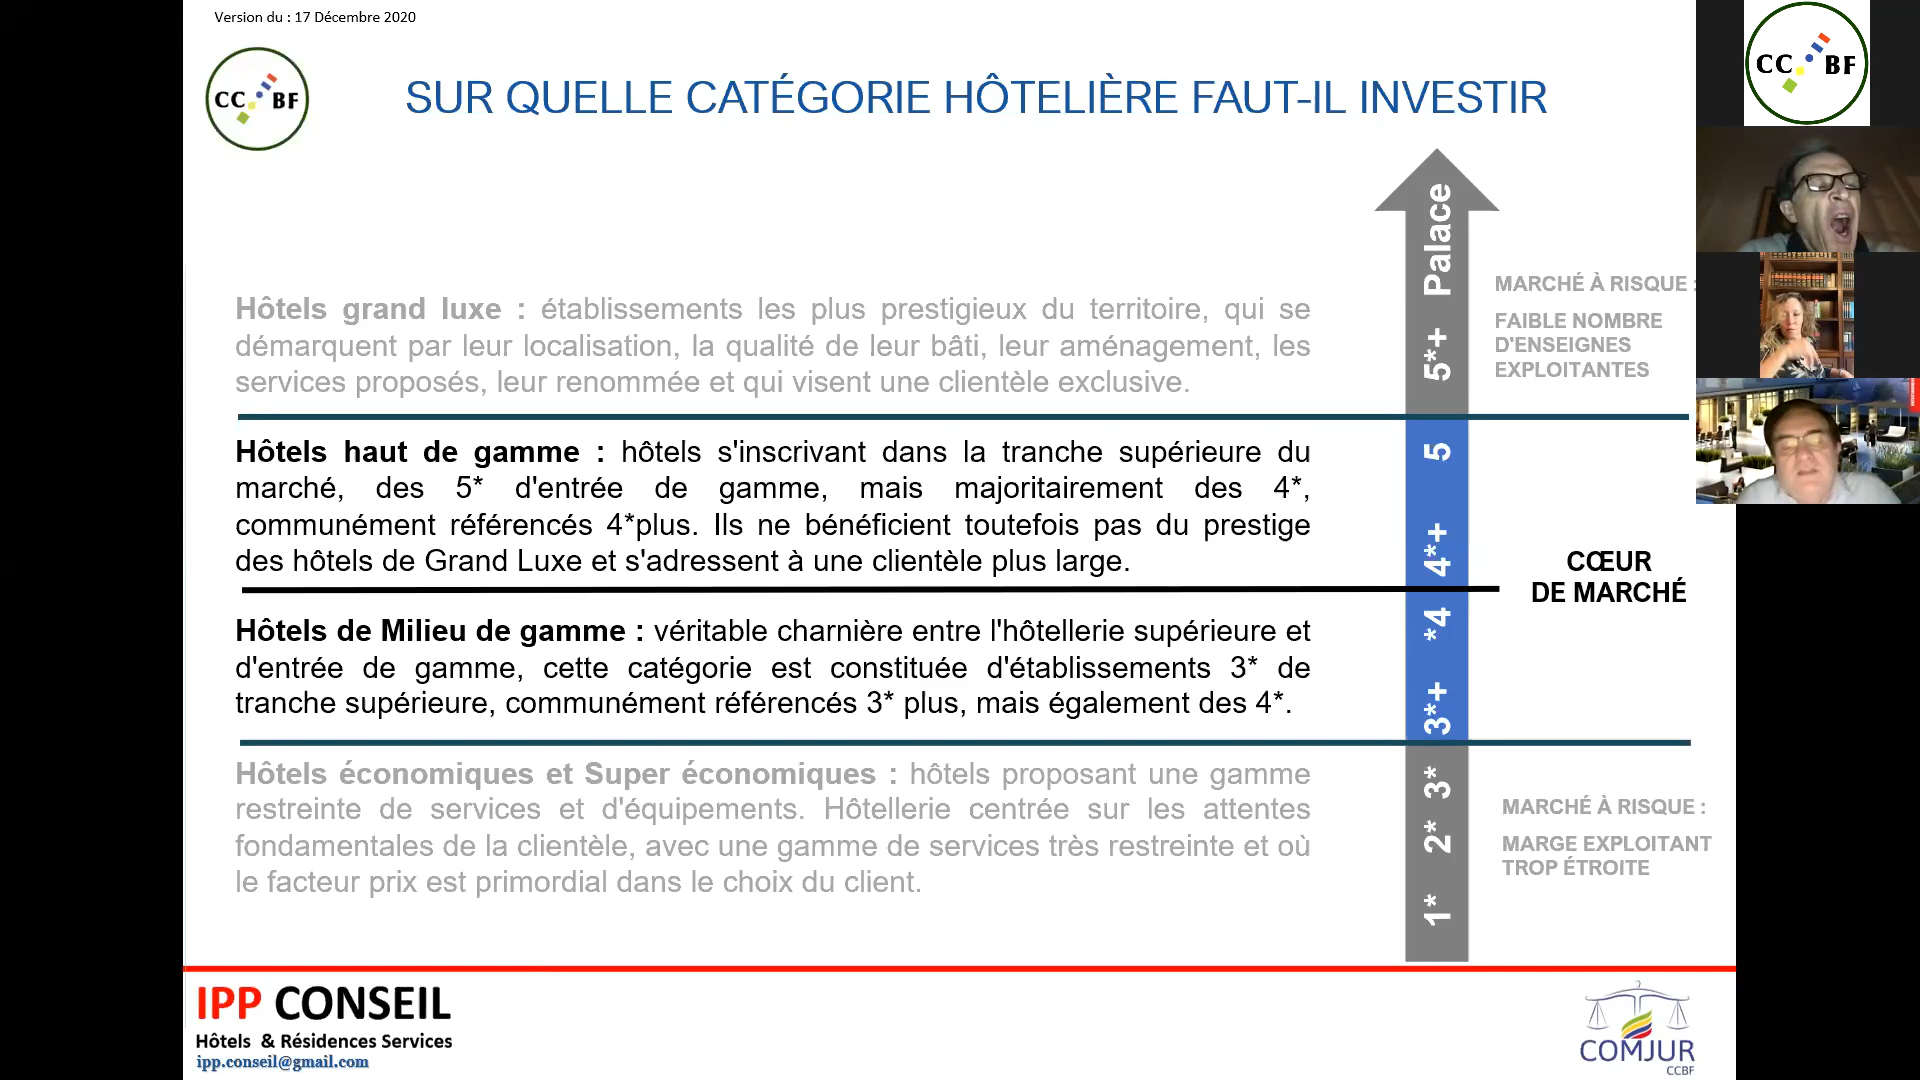 Version du : 17 Décembre 2020
CC BF
SUR QUELLE CATÉGORIE HÔTELIÈRE FAUT-IL INVESTIR
CC BF
Hôtels grand luxe : établissements les plus prestigieux du territoire, qui se
démarquent par leur localisation, la qualité de leur bâti, leur aménagement, les
services proposés, leur renommée et qui visent une clientèle exclusive.
Hôtels haut de gamme : hôtels s'inscrivant dans la tranche supérieure du
marché, des 5* d'entrée de gamme, mais majoritairement des 4*,
communément référencés 4*plus. Ils ne bénéficient toutefois pas du prestige
des hôtels de Grand Luxe et s'adressent à une clientèle plus large.
Hôtels de Milieu de gamme : véritable charnière entre l'hôtellerie supérieure et
d'entrée de gamme, cette catégorie est constituée d'établissements 3* de
tranche supérieure, communément référencés 3* plus, mais également des 4*.
Hôtels économiques et Super économiques : hôtels proposant une gamme
restreinte de services et d'équipements. Hôtellerie centrée sur les attentes
fondamentales de la clientèle, avec une gamme de services très restreinte et où
le facteur prix est primordial dans le choix du client.
1* 2* 3* 3*+ *4 4*+ 5 5*+ Palace
MARCHÉ À RISQUE :
FAIBLE NOMBRE
D'ENSEIGNES
EXPLOITANTES
CŒUR
DE MARCHÉ
MARCHÉ À RISQUE :
MARGE EXPLOITANT
TROP ÉTROITE
IPP CONSEIL
Hôtels & Résidences Services
ipp.conseil@gmail.com
COMJUR
CCBF